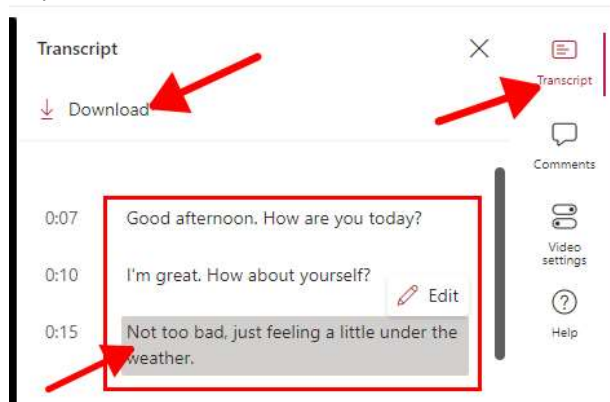 Transcript
Download
0:07 Good afternoon. How are you today?
0:10 I'm great. How about yourself?
Edit
0:15 Not too bad, just feeling a little under the
weather.
Transcript
Comments
Video
settings
Help